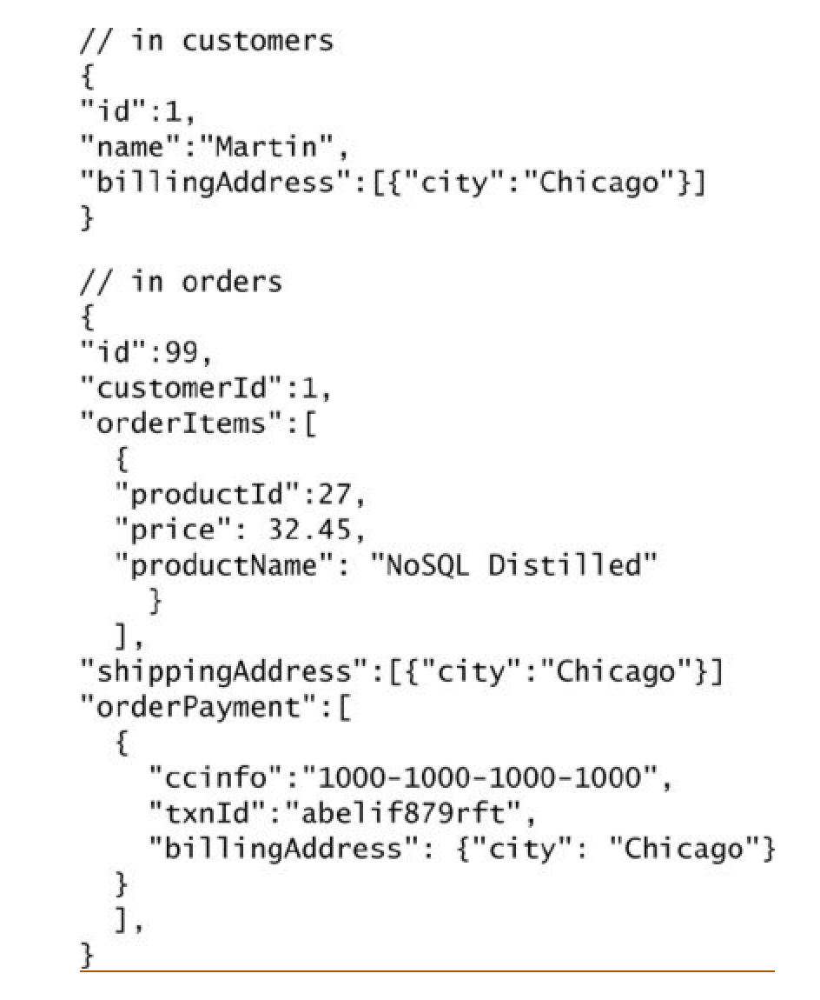 // in customers
{
"id":1,
"name":"Martin",
"billingAddress":[{"city":"Chicago"}]
}
// in orders
{
"id":99,
"customerId":1,
"orderItems":[
{
"productId":27,
"price": 32.45,
"productName": "NoSQL Distilled"
}
],
"shippingAddress":[{"city":"Chicago"}]
"orderPayment":[
{
"ccinfo":"1000-1000-1000-1000",
"txnId":"abelif879rft",
"billingAddress": {"city": "Chicago"}
}
],
}